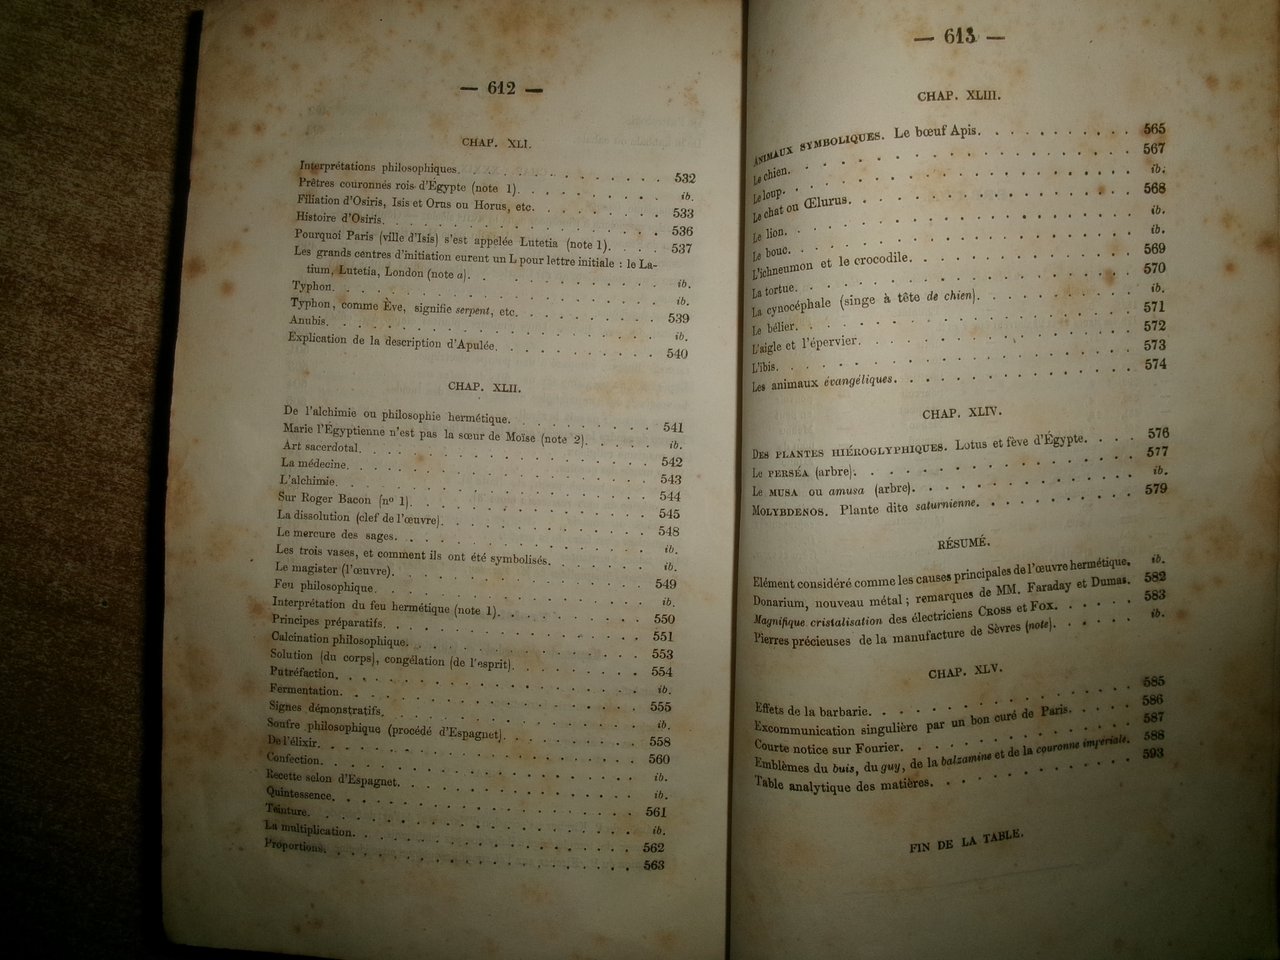 — 612 —
CHAP. XLI.
Interprétations philosophiques. 532
Prêtres couronnés rois d'Égypte (note 1). ib.
Filiation d'Osiris, Isis et Orus ou Horus, etc. 533
Histoire d'Osiris. 536
Pourquoi Paris (ville d'Isis) s'est appelée Lutetia (note 1). 537
Les grands centres d'initiation eurent un L pour lettre initiale : le La-
tium, Lutetia, London (note a). ib.
Typhon. ib.
Typhon, comme Ève, signifie serpent, etc. 539
Anubis. ib.
Explication de la description d'Apulée. 540
CHAP. XLII.
De l'alchimie ou philosophie hermétique. 541
Marie l'Égyptienne n'est pas la sœur de Moïse (note 2). ib.
Art sacerdotal. 542
La médecine. 543
L'alchimie. 544
Sur Roger Bacon (nº 1). 545
La dissolution (clef de l'œuvre). 548
Le mercure des sages. ib.
Les trois vases, et comment ils ont été symbolisés. ib.
Le magister (l'œuvre). 549
Feu philosophique. ib.
Interprétation du feu hermétique (note 1). 550
Principes préparatifs. 551
Calcination philosophique. 553
Solution (du corps), congélation (de l'esprit). 554
Putréfaction. ib.
Fermentation. 555
Signes démonstratifs. ib.
Soufre philosophique (procédé d'Espagnet). 558
De l'élixir. 560
Confection. ib.
Recette selon d'Espagnet. ib.
Quintessence. 561
Teinture. ib.
La multiplication. 562
Proportions. 563
— 613 —
CHAP. XLIII.
ANIMAUX SYMBOLIQUES. Le bœuf Apis. 565
Le chien. 567
Le loup. ib.
Le chat ou Œlurus. 568
Le lion. ib.
Le bouc. ib.
L'ichneumon et le crocodile. 569
La tortue. 570
La cynocéphale (singe à tête de chien). ib.
Le bélier. 571
L'aigle et l'épervier. 572
L'ibis. 573
Les animaux évangéliques. 574
CHAP. XLIV.
DES PLANTES HIÉROGLYPHIQUES. Lotus et fève d'Égypte. 576
Le PERSÉA (arbre). 577
Le MUSA ou amusa (arbre). ib.
MOLYBDENOS. Plante dite saturnienne. 579
RÉSUMÉ.
Elément considéré comme les causes principales de l'œuvre hermétique. ib.
Donarium, nouveau métal ; remarques de MM. Faraday et Dumas. 582
Magnifique cristalisation des électriciens CROSS et FOX. 583
Pierres précieuses de la manufacture de Sèvres (note). ib.
CHAP. XLV.
Effets de la barbarie. 585
Excommunication singulière par un bon curé de Paris. 586
Courte notice sur Fourier. 587
Emblèmes du buis, du guy, de la balzamine et de la couronne impériale. 588
Table analytique des matières. 593
FIN DE LA TABLE.